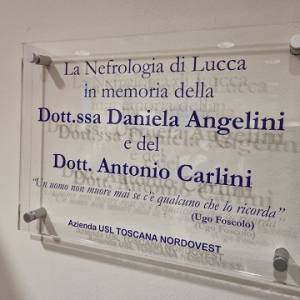 La Nefrologia di Lucca
in memoria della
Dott.ssa Daniela Angelini
e del
Dott. Antonio Carlini
"Un uomo non muore mai se c'è qualcuno che lo ricorda"
(Ugo Foscolo)
Azienda USL TOSCANA NORDOVEST